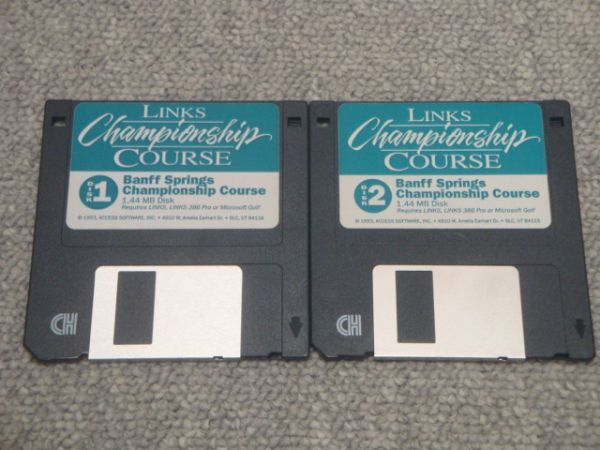 LINKS
Championship
COURSE
DISK 1
Banff Springs
Championship Course
1.44 MB Disk
Requires LINKS, LINKS 386 Pro or Microsoft Golf
© 1993, ACCESS SOFTWARE, INC. • 4910 W. Amelia Earhart Dr. • SLC, UT 84116
CH
LINKS
Championship
COURSE
DISK 2
Banff Springs
Championship Course
1.44 MB Disk
Requires LINKS, LINKS 386 Pro or Microsoft Golf
© 1993, ACCESS SOFTWARE, INC. • 4910 W. Amelia Earhart Dr. • SLC, UT 84116
CH